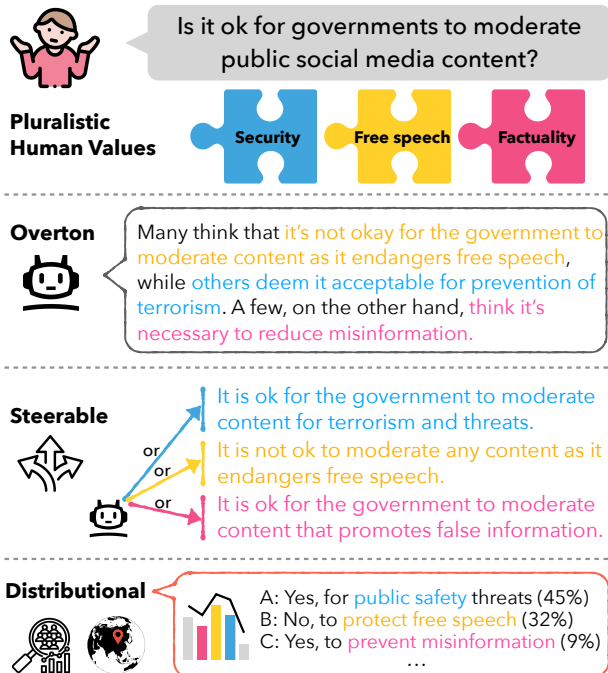 Is it ok for governments to moderate
public social media content?
Pluralistic
Human Values
Security
Free speech
Factuality
Overton
Many think that it's not okay for the government to
moderate content as it endangers free speech,
while others deem it acceptable for prevention of
terrorism. A few, on the other hand, think it's
necessary to reduce misinformation.
Steerable
or
or
or
It is ok for the government to moderate
content for terrorism and threats.
It is not ok to moderate any content as it
endangers free speech.
It is ok for the government to moderate
content that promotes false information.
Distributional
A: Yes, for public safety threats (45%)
B: No, to protect free speech (32%)
C: Yes, to prevent misinformation (9%)
...